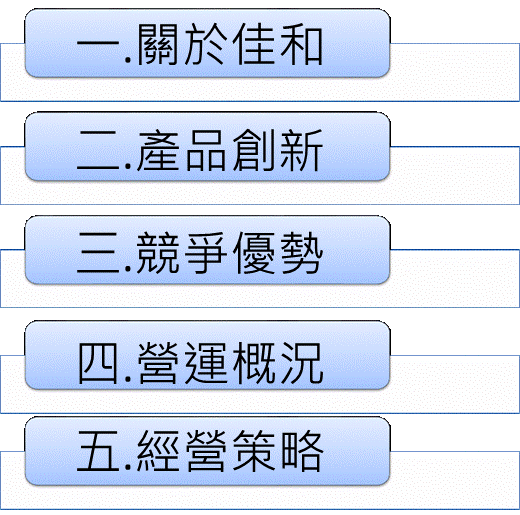 一.關於佳和
二.產品創新
三.競爭優勢
四.營運概況
五.經營策略